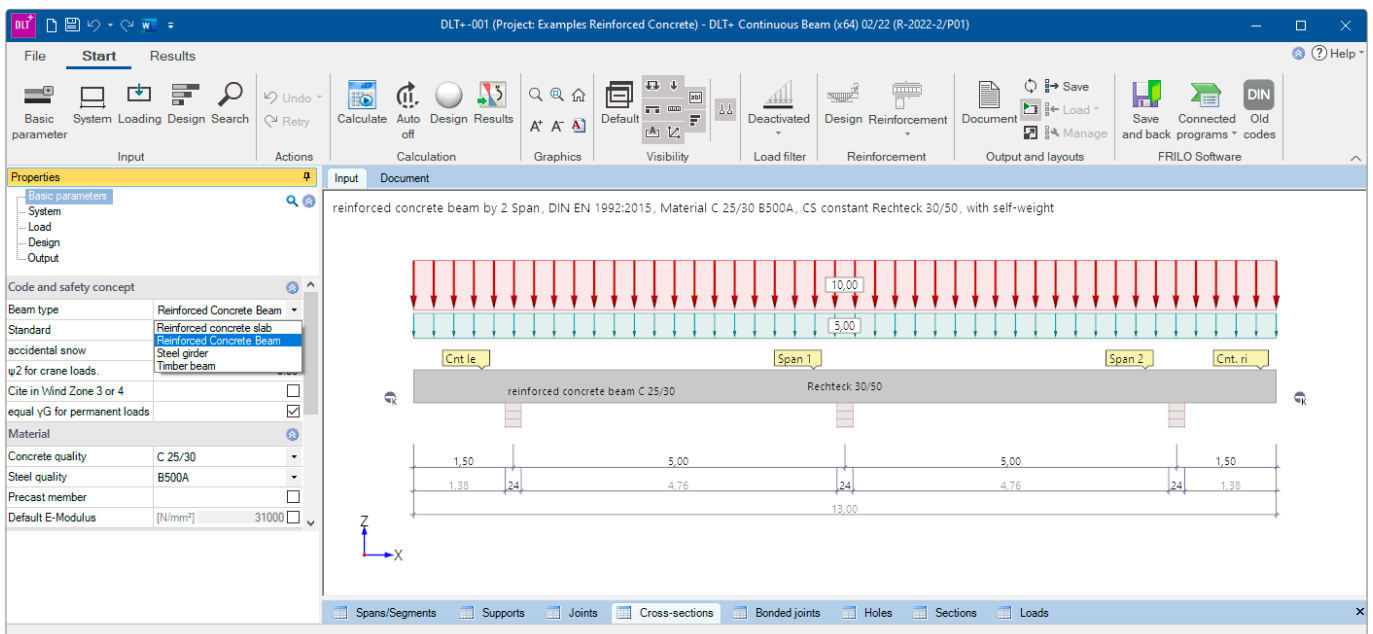 DLT+
DLT+-001 (Project: Examples Reinforced Concrete) - DLT+ Continuous Beam (x64) 02/22 (R-2022-2/P01)
File Start Results
Help
Basic parameter
System Loading Design Search
Undo
Retry
Calculate
Auto off
Design Results
A+ A- A
Default
abl
A
Deactivated
Design Reinforcement
Document
Save
Load
Manage
Save and back
Connected programs
DIN
Old codes
Input Actions Calculation Graphics Visibility Load filter Reinforcement Output and layouts FRILO Software
Properties
Input Document
Basic parameters
System
Load
Design
Output
reinforced concrete beam by 2 Span, DIN EN 1992:2015, Material C 25/30 B500A, CS constant Rechteck 30/50, with self-weight
Code and safety concept
Beam type Reinforced Concrete Beam
Standard
Reinforced concrete slab
Reinforced Concrete Beam
Steel girder
Timber beam
accidental snow
ψ2 for crane loads.
Cite in Wind Zone 3 or 4
equal γG for permanent loads
Material
Concrete quality C 25/30
Steel quality B500A
Precast member
Default E-Modulus [N/mm²] 31000
10,00
5,00
Cnt le Span 1 Span 2 Cnt. ri
reinforced concrete beam C 25/30 Rechteck 30/50
K K
1,50 5,00 5,00 1,50
1,38 24 4,76 24 4,76 24 1,38
13,00
Z
X
Spans/Segments Supports Joints Cross-sections Bonded joints Holes Sections Loads